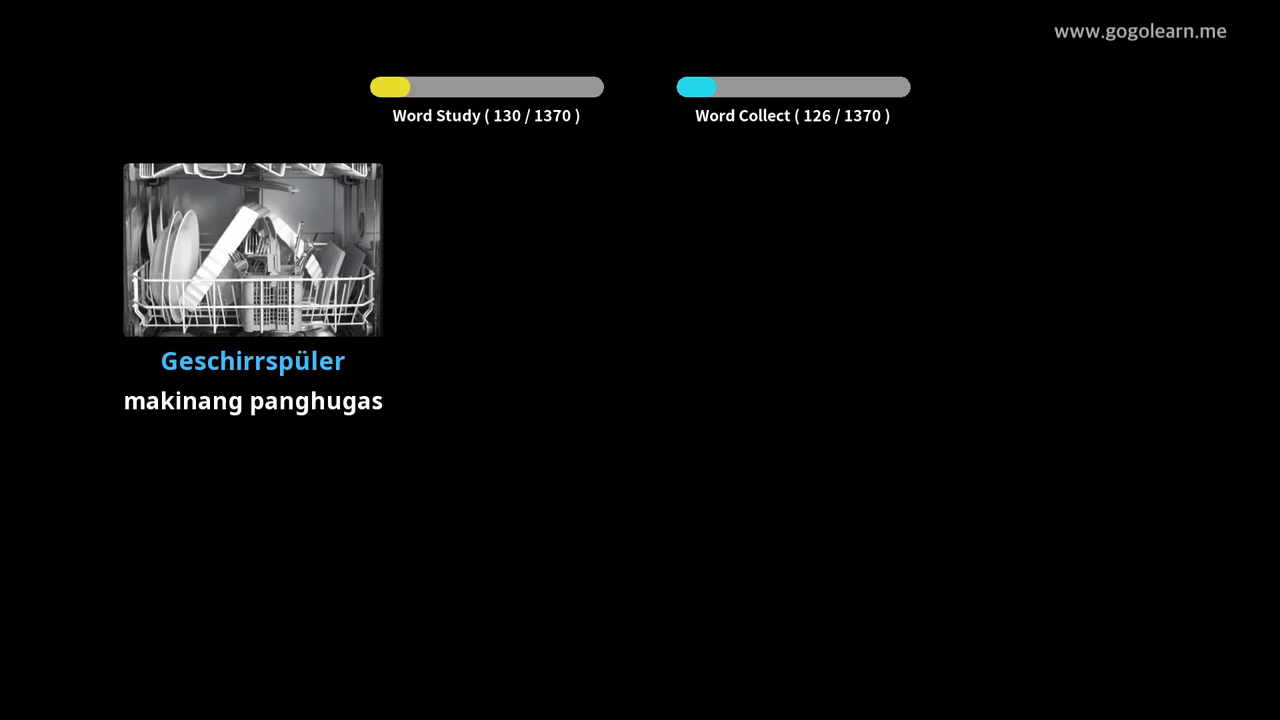 www.gogolearn.me
Word Study ( 130 / 1370 )
Word Collect ( 126 / 1370 )
Geschirrspüler
makinang panghugas